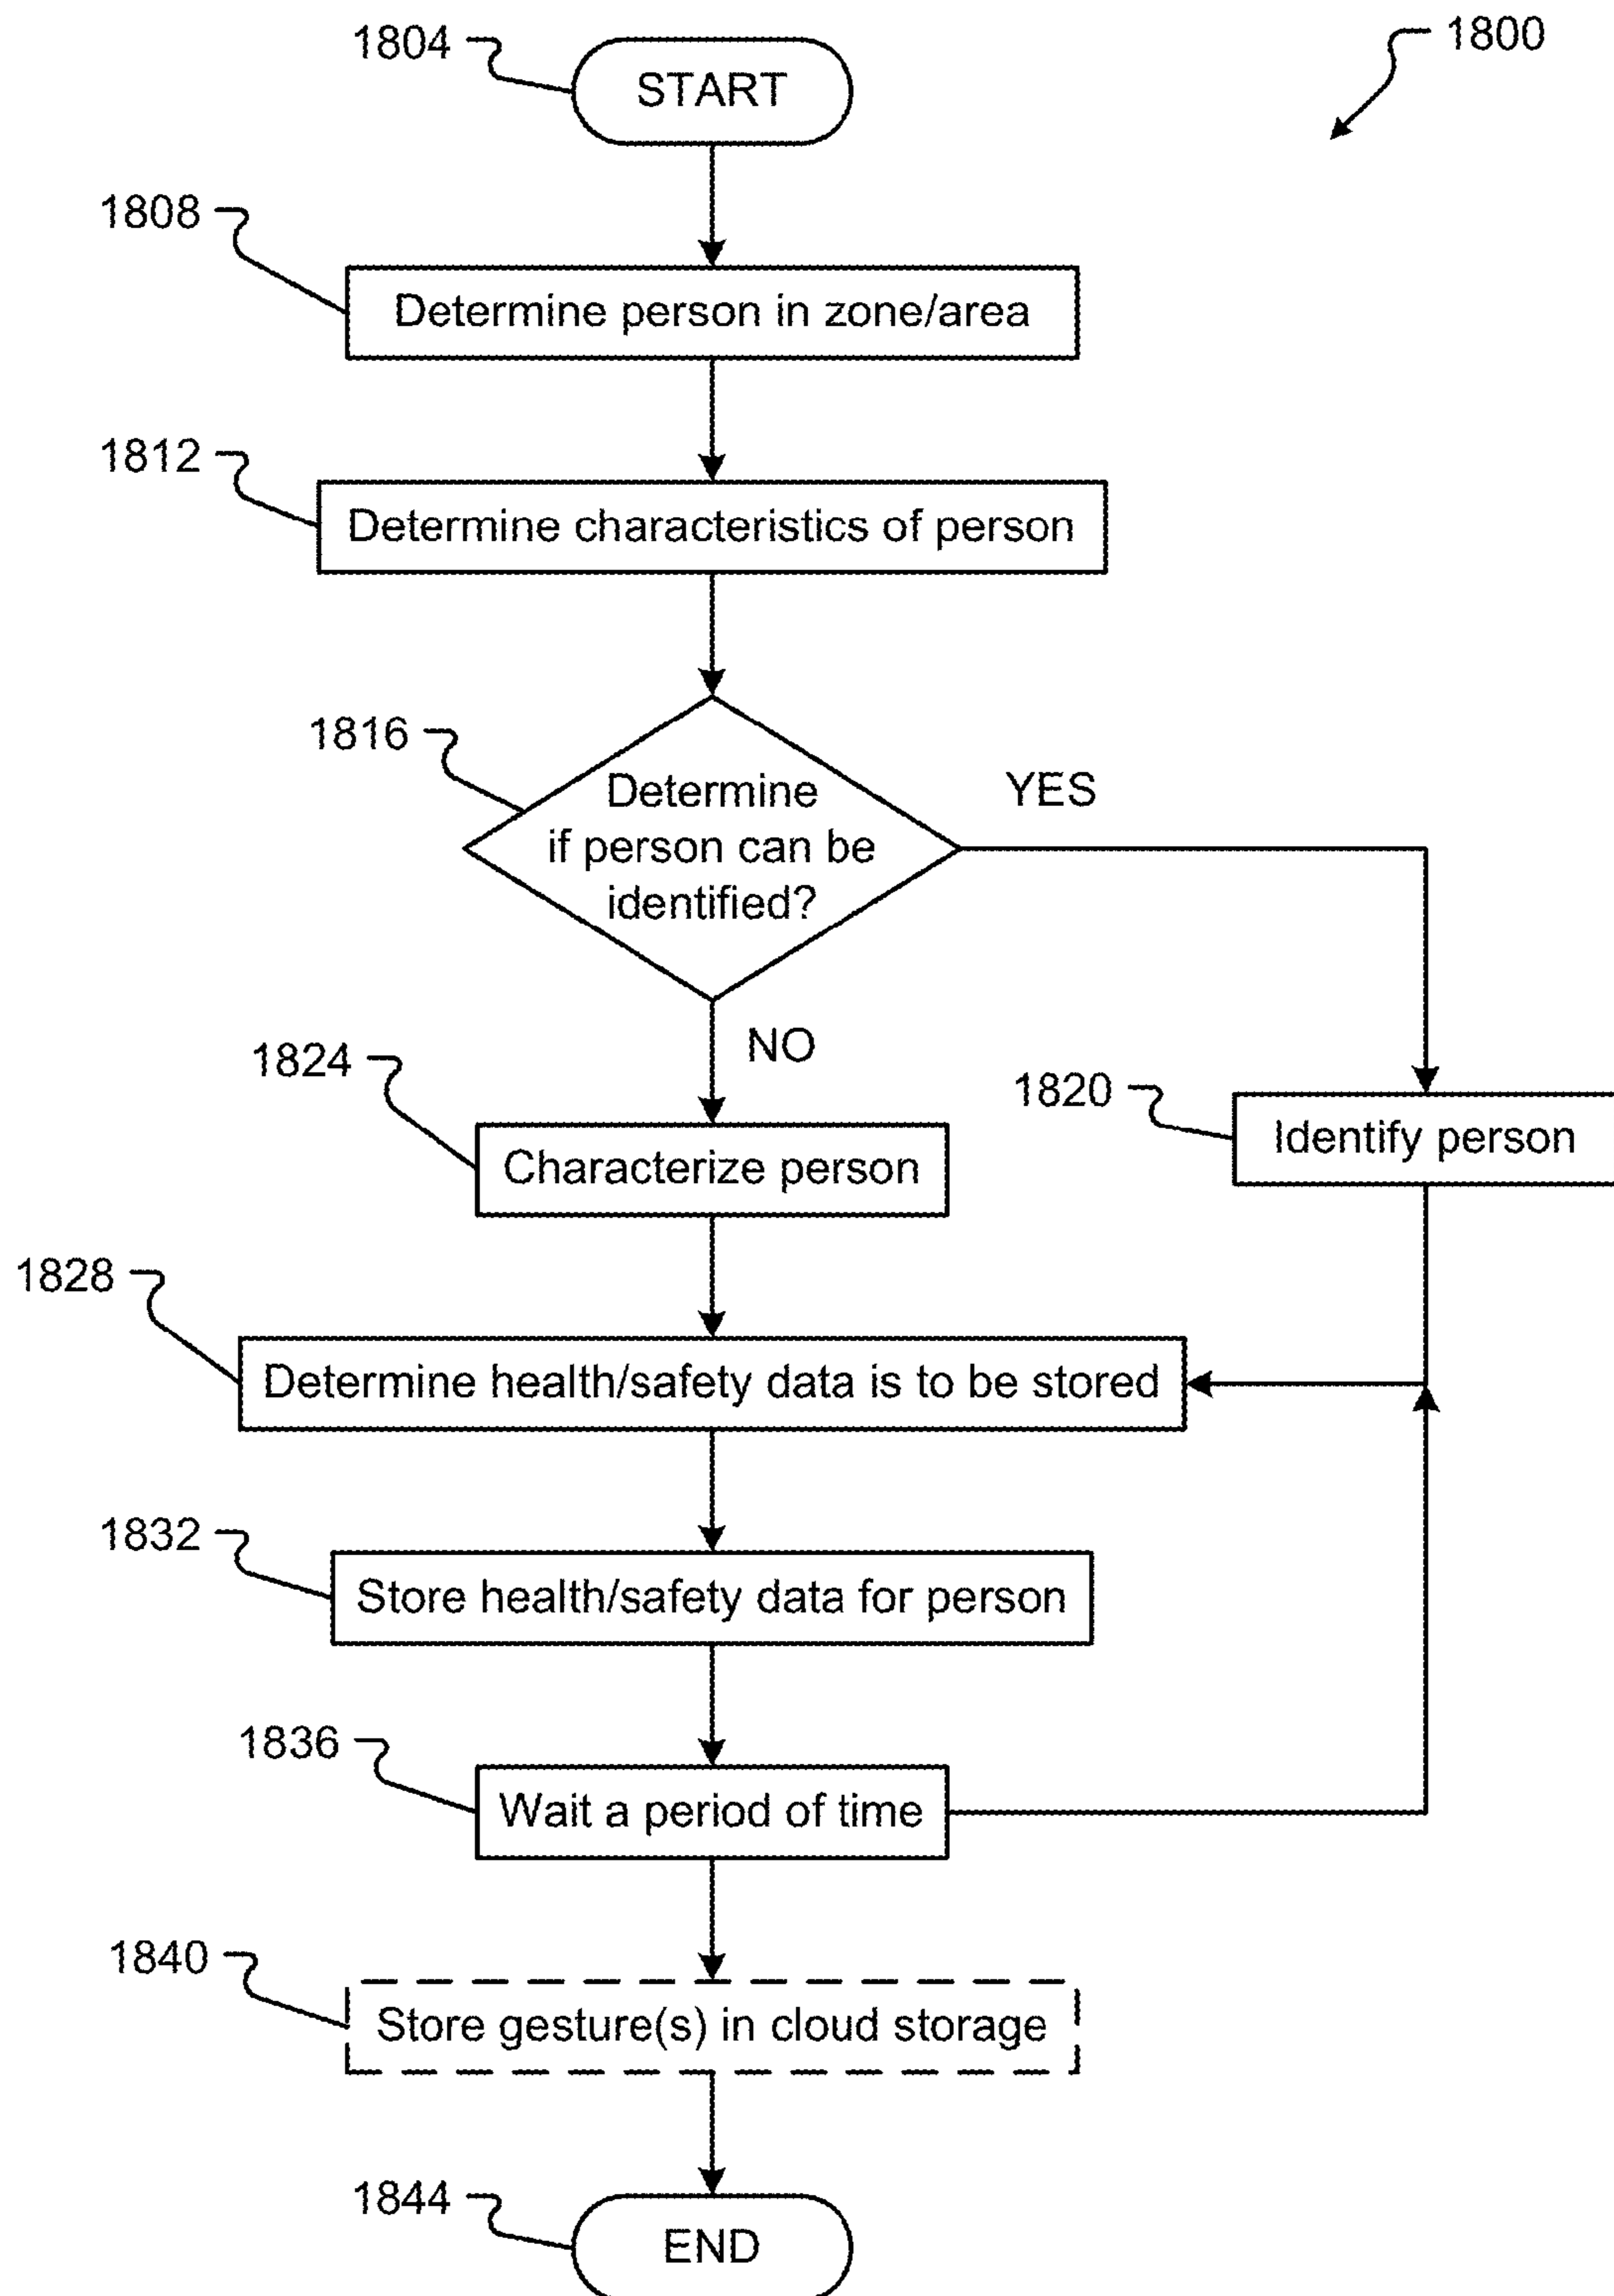 1800
1804
START
1808
Determine person in zone/area
1812
Determine characteristics of person
1816
Determine
if person can be
identified?
YES
NO
1824
Characterize person
1820
Identify person
1828
Determine health/safety data is to be stored
1832
Store health/safety data for person
1836
Wait a period of time
1840
Store gesture(s) in cloud storage
1844
END